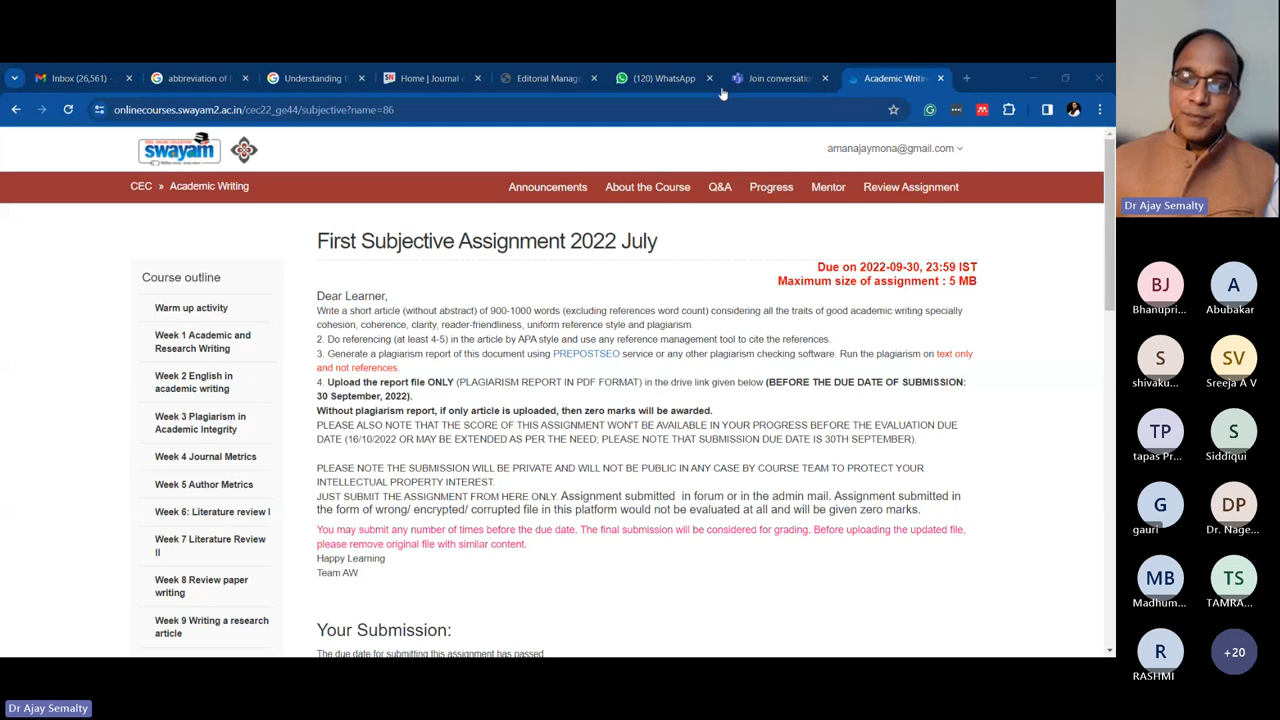 Inbox (26,561) -
abbreviation of
Understanding th
Home | Journal o
Editorial Manag
(120) WhatsApp
Join conversatio
Academic Writin
onlinecourses.swayam2.ac.in/cec22_ge44/subjective?name=86
swayam
amanajaymona@gmail.com
CEC » Academic Writing
Announcements About the Course Q&A Progress Mentor Review Assignment
Course outline
Warm up activity
Week 1 Academic and
Research Writing
Week 2 English in
academic writing
Week 3 Plagiarism in
Academic Integrity
Week 4 Journal Metrics
Week 5 Author Metrics
Week 6: Literature review I
Week 7 Literature Review
II
Week 8 Review paper
writing
Week 9 Writing a research
article
First Subjective Assignment 2022 July
Due on 2022-09-30, 23:59 IST
Maximum size of assignment : 5 MB
Dear Learner,
Write a short article (without abstract) of 900-1000 words (excluding references word count) considering all the traits of good academic writing specially
cohesion, coherence, clarity, reader-friendliness, uniform reference style and plagiarism.
2. Do referencing (at least 4-5) in the article by APA style and use any reference management tool to cite the references.
3. Generate a plagiarism report of this document using PREPOSTSEO service or any other plagiarism checking software. Run the plagiarism on text only
and not references.
4. Upload the report file ONLY (PLAGIARISM REPORT IN PDF FORMAT) in the drive link given below (BEFORE THE DUE DATE OF SUBMISSION:
30 September, 2022).
Without plagiarism report, if only article is uploaded, then zero marks will be awarded.
PLEASE ALSO NOTE THAT THE SCORE OF THIS ASSIGNMENT WON'T BE AVAILABLE IN YOUR PROGRESS BEFORE THE EVALUATION DUE
DATE (16/10/2022 OR MAY BE EXTENDED AS PER THE NEED; PLEASE NOTE THAT SUBMISSION DUE DATE IS 30TH SEPTEMBER).
PLEASE NOTE THE SUBMISSION WILL BE PRIVATE AND WILL NOT BE PUBLIC IN ANY CASE BY COURSE TEAM TO PROTECT YOUR
INTELLECTUAL PROPERTY INTEREST.
JUST SUBMIT THE ASSIGNMENT FROM HERE ONLY. Assignment submitted in forum or in the admin mail. Assignment submitted in
the form of wrong/ encrypted/ corrupted file in this platform would not be evaluated at all and will be given zero marks.
You may submit any number of times before the due date. The final submission will be considered for grading. Before uploading the updated file,
please remove original file with similar content.
Happy Learning
Team AW
Your Submission:
The due date for submitting this assignment has passed
Dr Ajay Semalty
BJ
Bhanupri...
A
Abubakar
S
shivaku...
SV
Sreeja A V
TP
tapas Pr...
S
Siddiqui
G
gauri
DP
Dr. Nage...
MB
Madhum...
TS
TAMRA...
R
RASHMI
+20
Dr Ajay Semalty